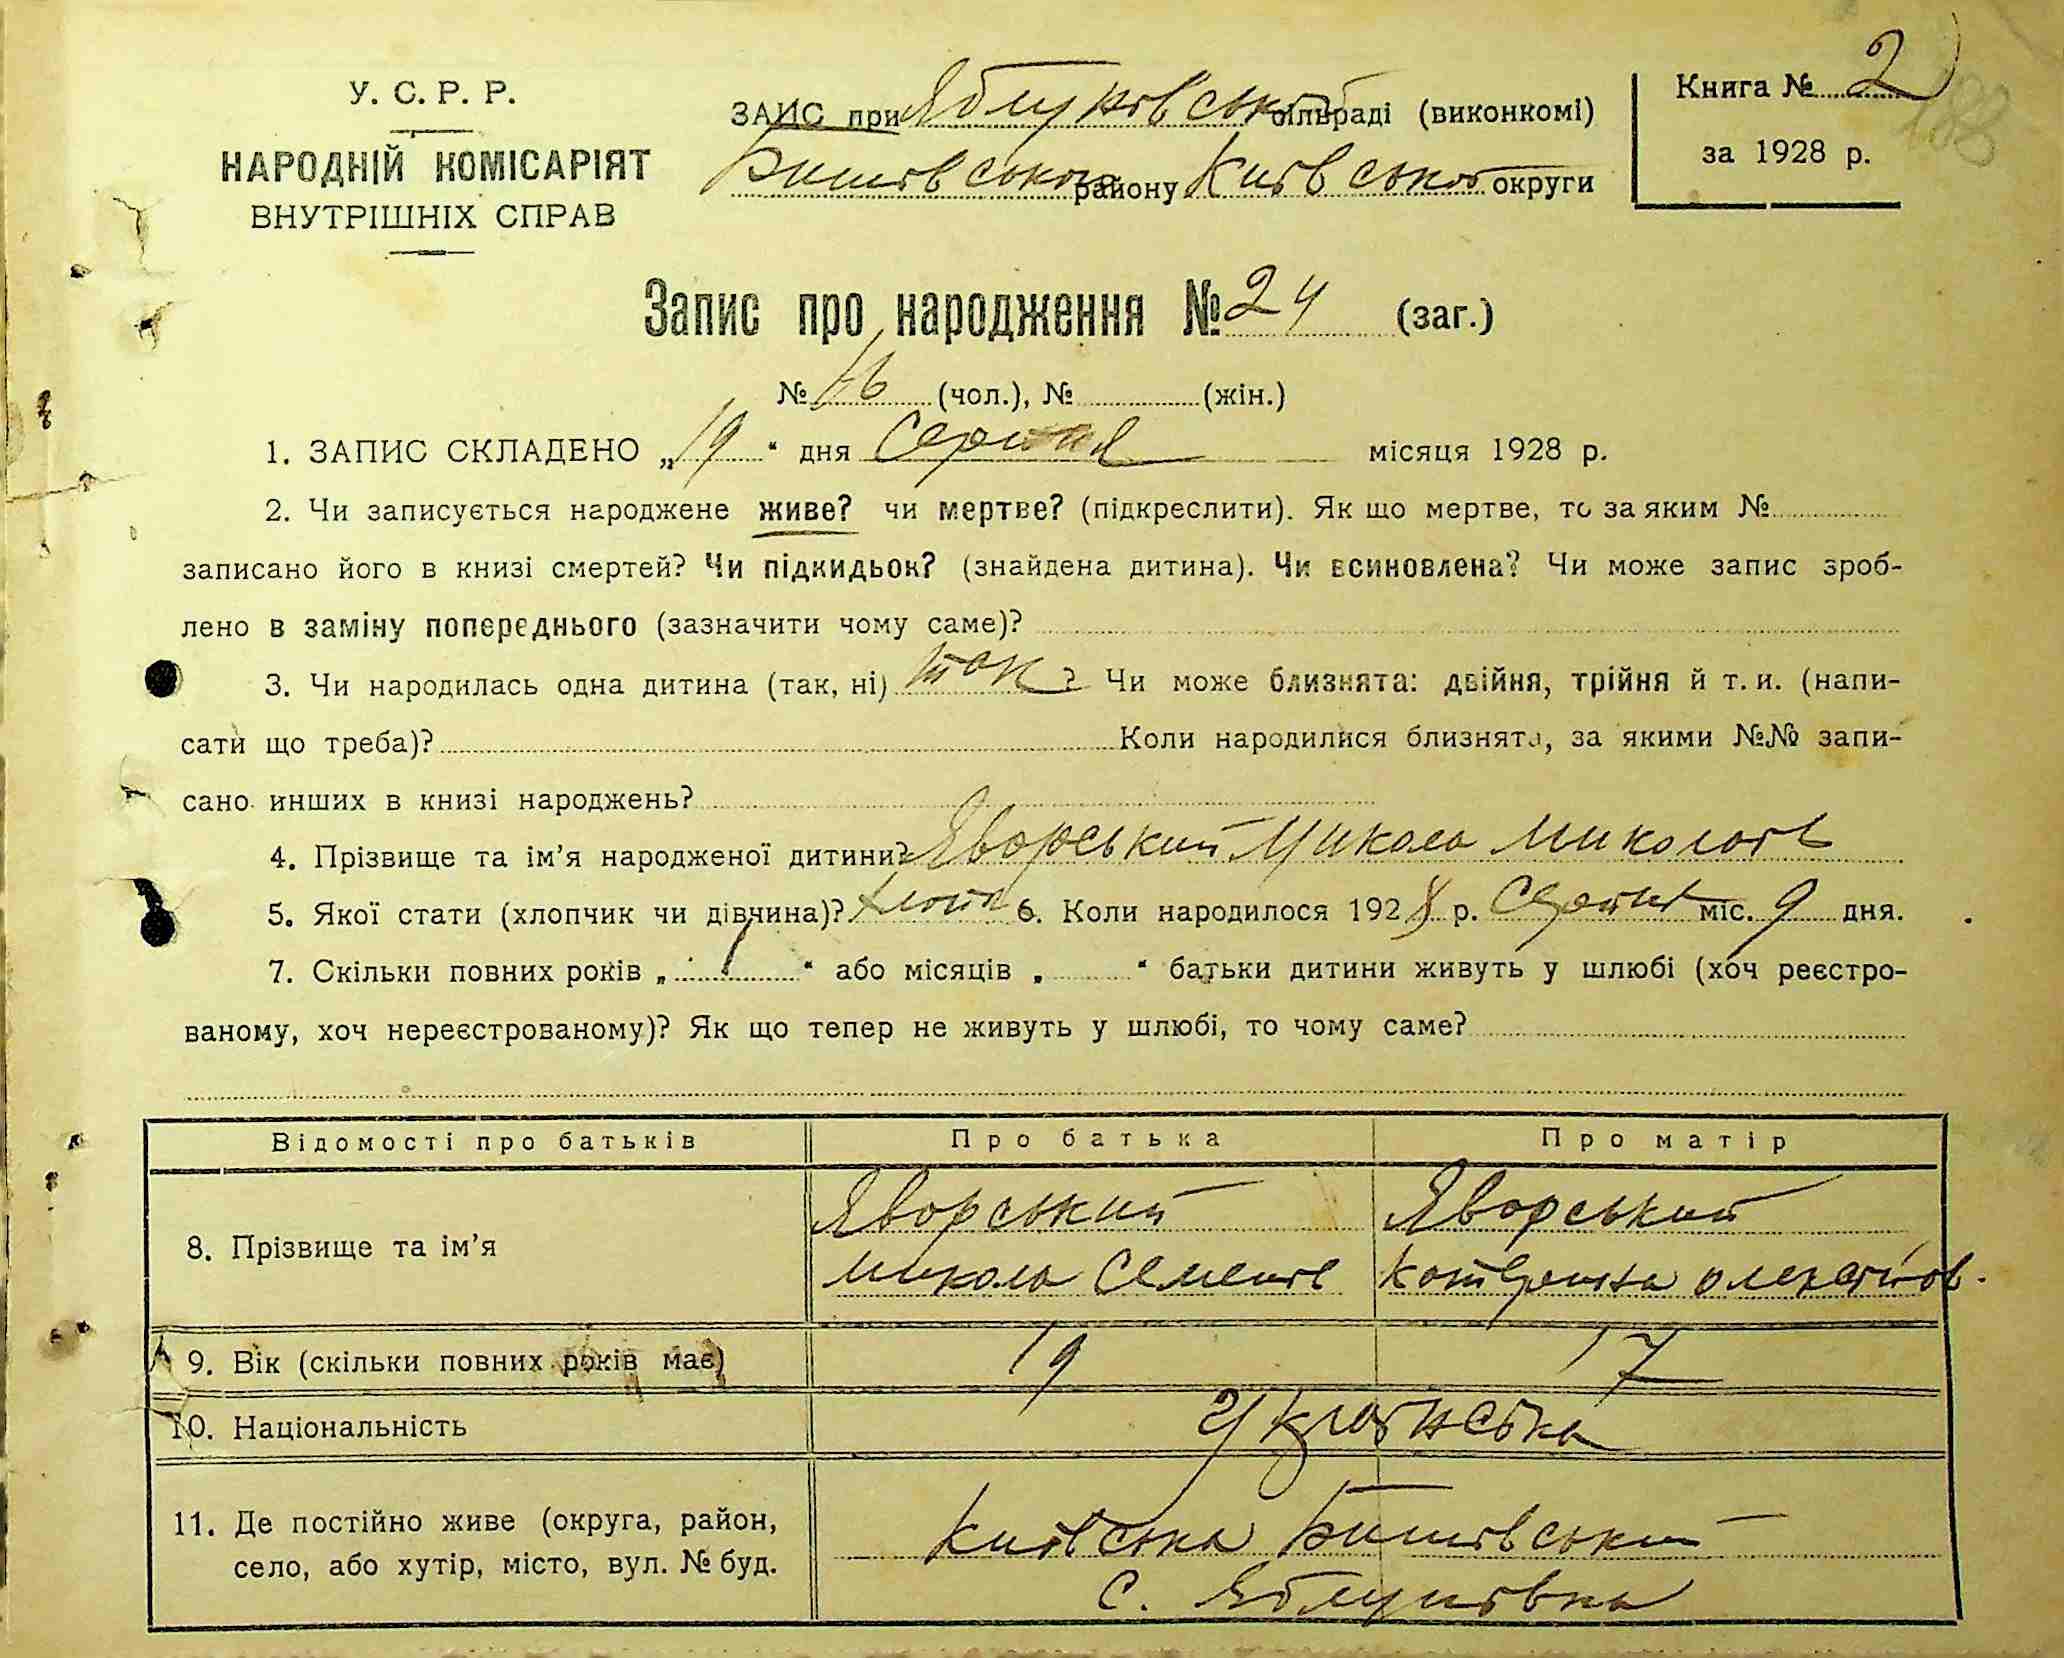 У. С. Р. Р.
НАРОДНІЙ КОМІСАРІЯТ
ВНУТРІШНІХ СПРАВ
ЗАГС при Яблунівській сільраді (виконкомі)
Бишівського району Київської округи
Книга № 2
188
за 1928 р.
Запис про народження № 24 (заг.)
№ 16 (чол.), № (жін.)
1. ЗАПИС СКЛАДЕНО „19“ дня Серпня місяця 1928 р.
2. Чи записується народжене живе? чи мертве? (підкреслити). Як що мертве, то за яким №
записано його в книзі смертей? Чи підкидьок? (знайдена дитина). Чи всиновлена? Чи може запис зроб-
лено в заміну попереднього (зазначити чому саме)?
3. Чи народилась одна дитина (так, ні) так ? Чи може близнята: двійня, трійня й т. и. (напи-
сати що треба)? Коли народилися близнята, за якими №№ запи-
сано инших в книзі народжень?
4. Прізвище та ім’я народженої дитини? Яворський Микола Миколаїв
5. Якої стати (хлопчик чи дівчина)? хлопч 6. Коли народилося 1928 р. Серпня міс. 9 дня.
7. Скільки повних років „1“ або місяців „ “ батьки дитини живуть у шлюбі (хоч реєстро-
ваному, хоч нереєстрованому)? Як що тепер не живуть у шлюбі, то чому саме?
Відомості про батьків Про батька Про матір
8. Прізвище та ім’я Яворський Яворський
Микола Семенів Катерина
9. Вік (скільки повних років має) 19 17
10. Національність Українська
11. Де постійно живе (округа, район, Київська Бишівський
село, або хутір, місто, вул. № буд. С. Яблунівка